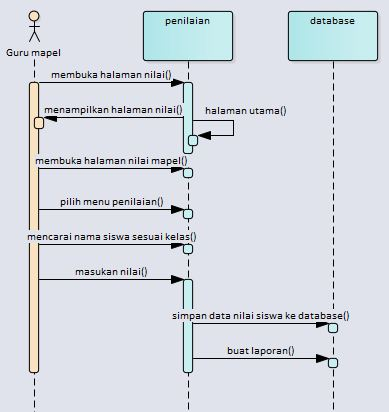 penilaian
database
Guru mapel
membuka halaman nilai()
menampilkan halaman nilai()
halaman utama()
membuka halaman nilai mapel()
pilih menu penilaian()
mencarai nama siswa sesuai kelas()
masukan nilai()
simpan data nilai siswa ke database()
buat laporan()